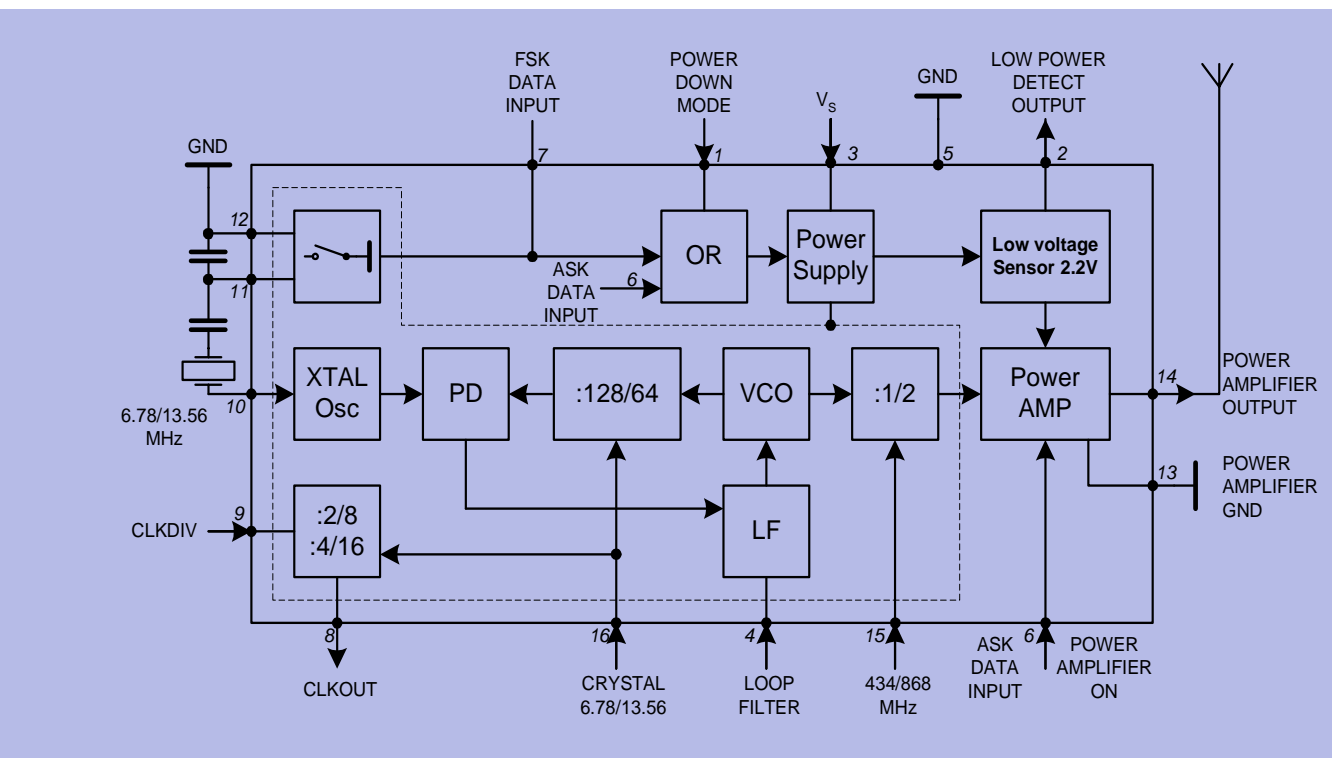 FSK
DATA
INPUT
POWER
DOWN
MODE
VS
GND
LOW POWER
DETECT
OUTPUT
GND
7
1
3
5
2
12
11
OR
Power
Supply
Low voltage
Sensor 2.2V
ASK
DATA
INPUT
6
XTAL
Osc
PD
:128/64
VCO
:1/2
Power
AMP
14
POWER
AMPLIFIER
OUTPUT
10
6.78/13.56
MHz
13
POWER
AMPLIFIER
GND
9
CLKDIV
:2/8
:4/16
LF
8
16
4
15
6
CLKOUT
CRYSTAL
6.78/13.56
LOOP
FILTER
434/868
MHz
ASK
DATA
INPUT
POWER
AMPLIFIER
ON